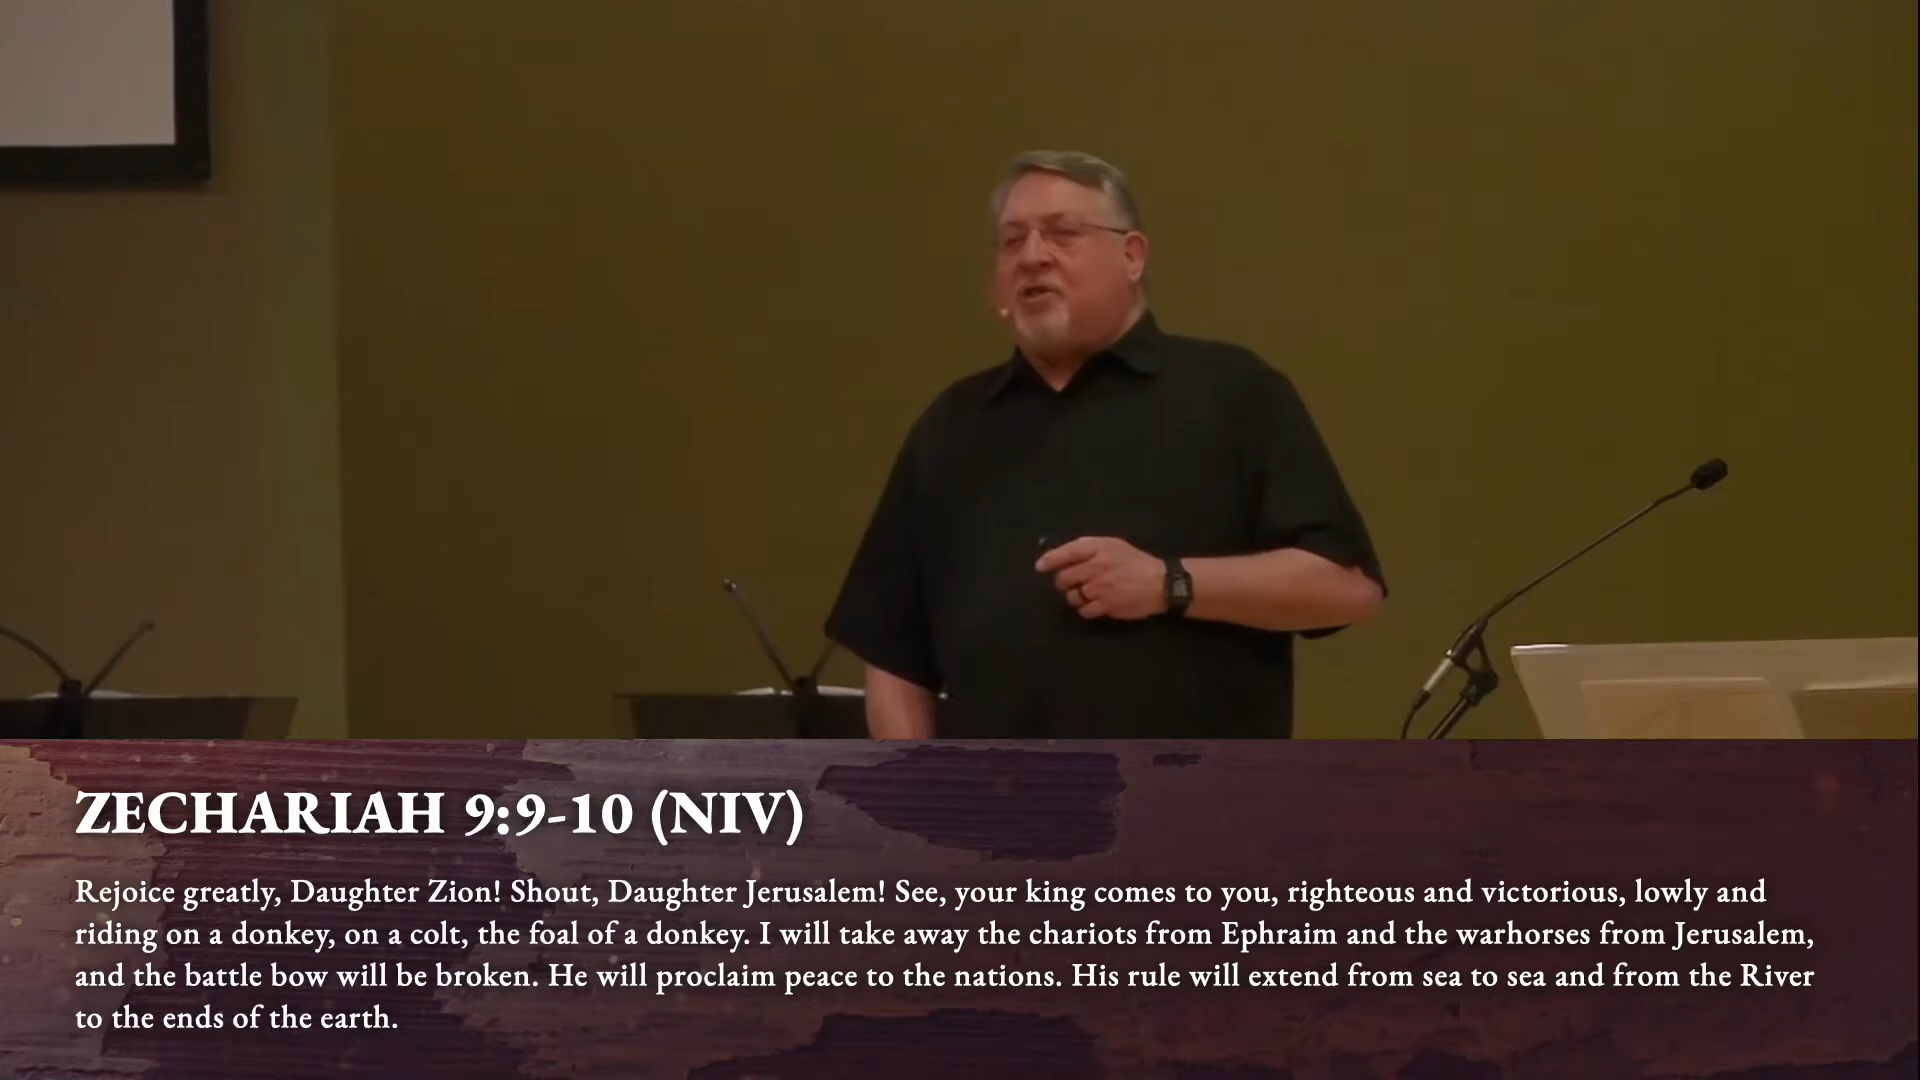 ZECHARIAH 9:9-10 (NIV)
Rejoice greatly, Daughter Zion! Shout, Daughter Jerusalem! See, your king comes to you, righteous and victorious, lowly and
riding on a donkey, on a colt, the foal of a donkey. I will take away the chariots from Ephraim and the warhorses from Jerusalem,
and the battle bow will be broken. He will proclaim peace to the nations. His rule will extend from sea to sea and from the River
to the ends of the earth.